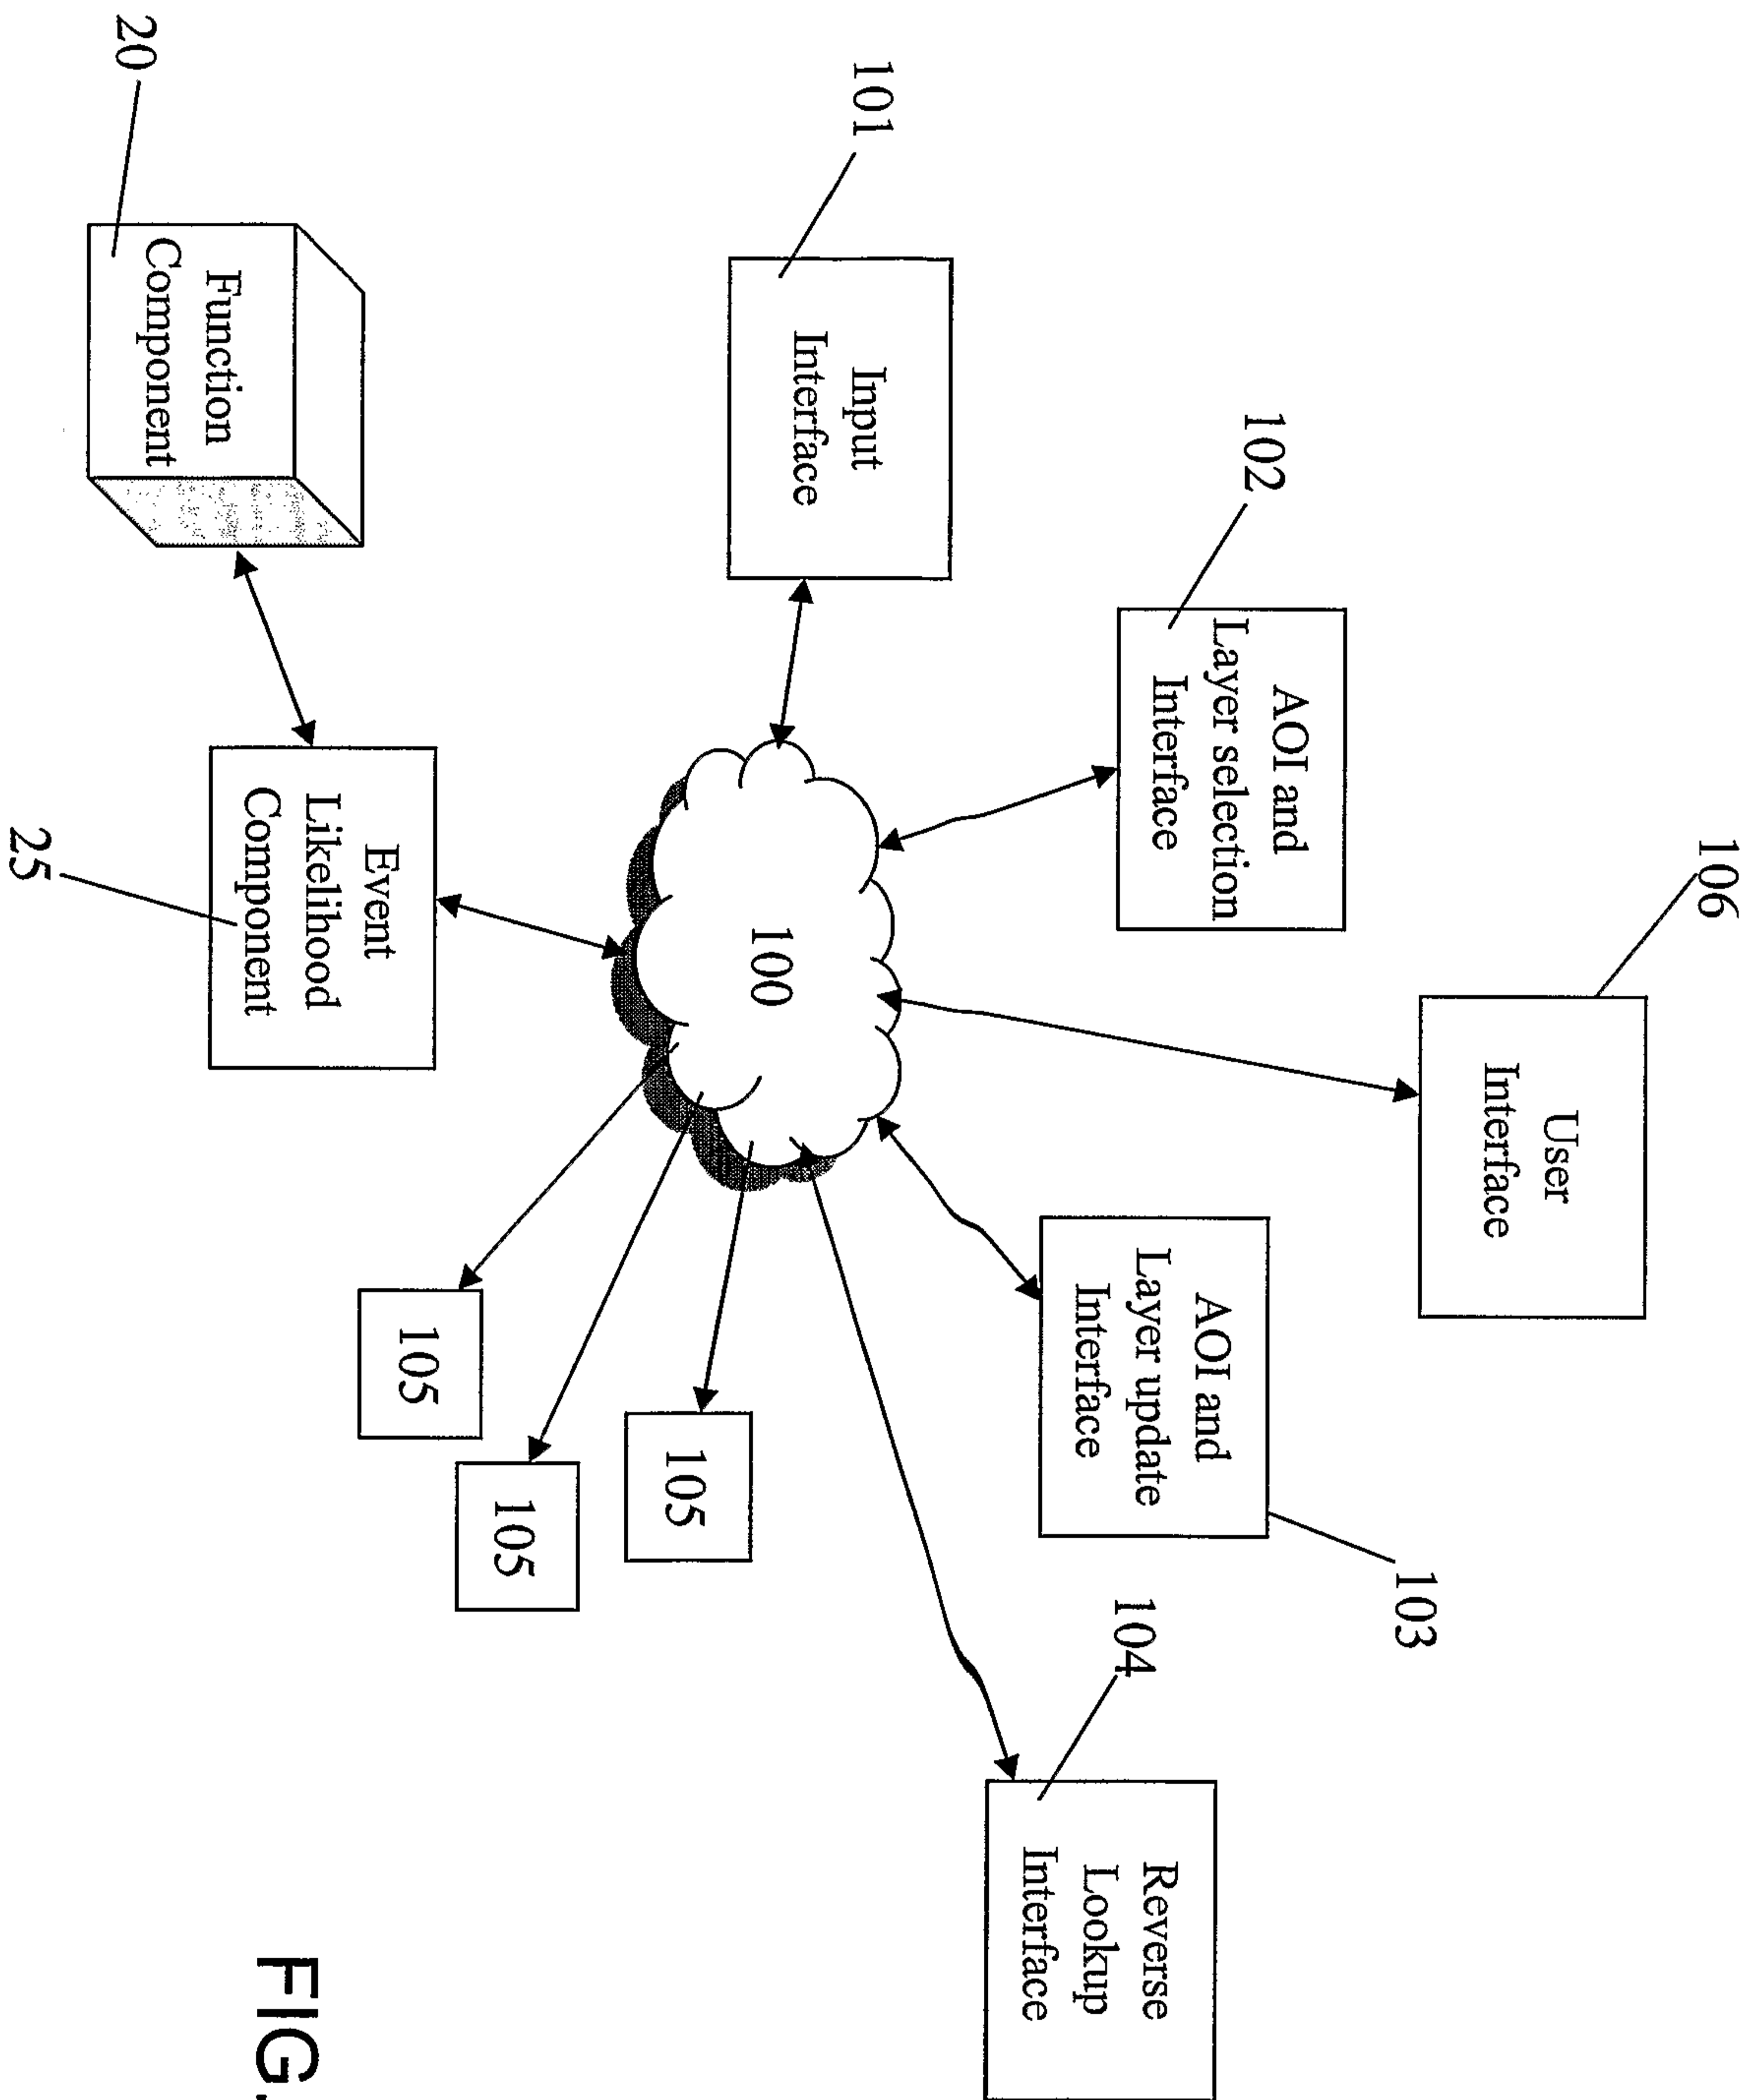 106
User
Interface
103
AOI and
Layer update
Interface
102
AOI and
Layer selection
Interface
104
Reverse
Lookup
Interface
101
Input
Interface
100
105
105
105
Event
Likelihood
Component
25
20
Function
Component
FIG.